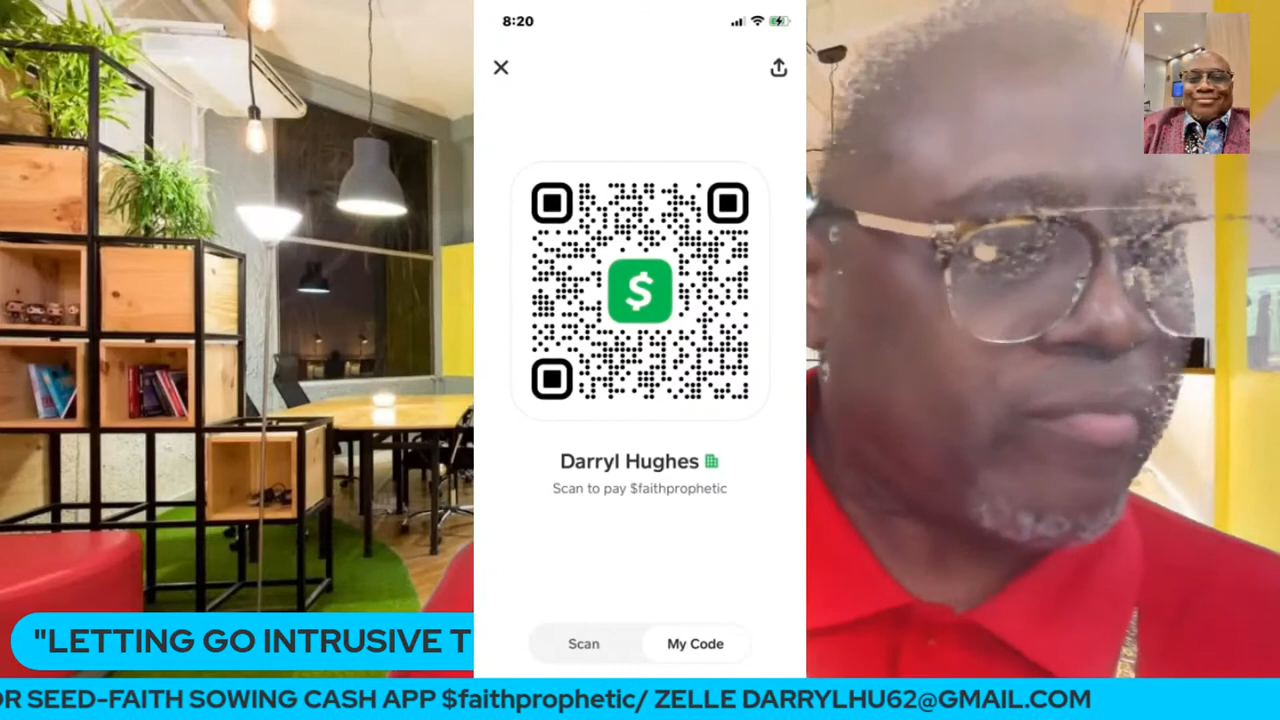 8:20
$
Darryl Hughes
Scan to pay $faithprophetic
Scan
My Code
"LETTING GO INTRUSIVE T
OR SEED-FAITH SOWING CASH APP $faithprophetic/ ZELLE DARRYLHU62@GMAIL.COM